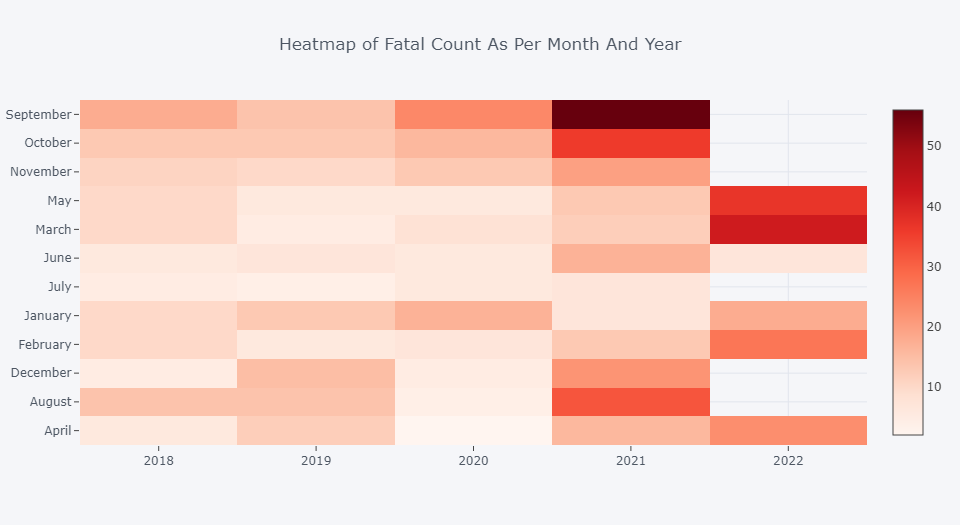 Heatmap of Fatal Count As Per Month And Year
September
October
November
May
March
June
July
January
February
December
August
April
2018 2019 2020 2021 2022
50
40
30
20
10